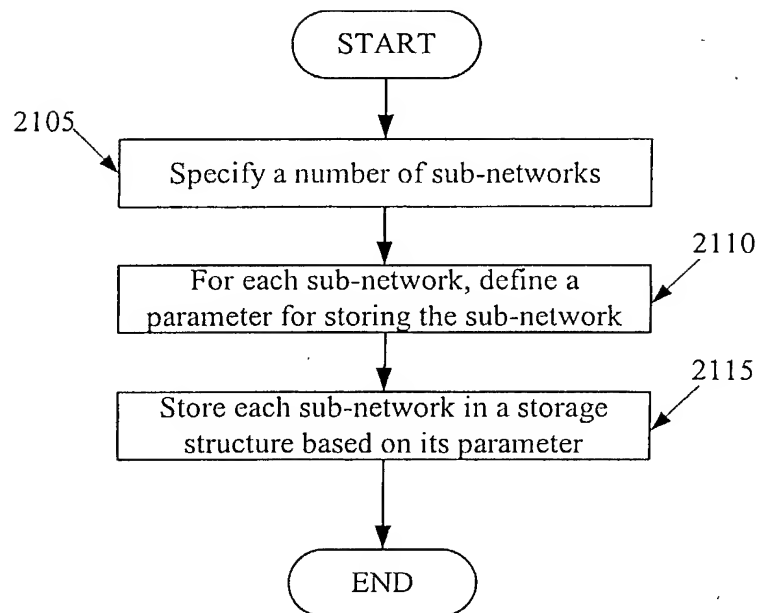 START
2105
Specify a number of sub-networks
2110
For each sub-network, define a
parameter for storing the sub-network
2115
Store each sub-network in a storage
structure based on its parameter
END